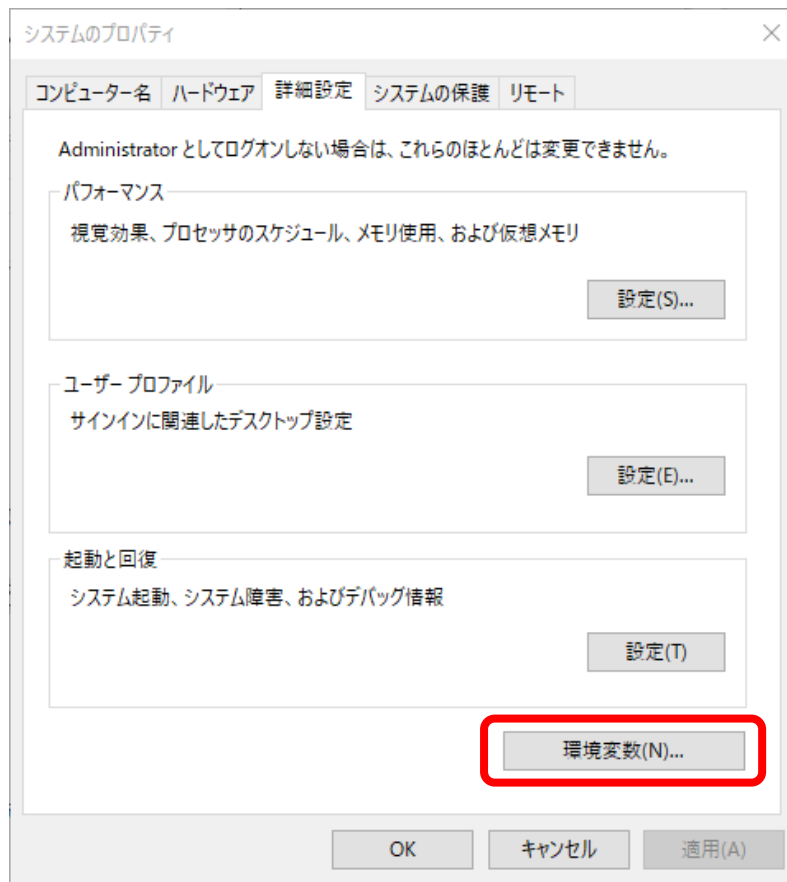 システムのプロパティ
コンピューター名 ハードウェア 詳細設定 システムの保護 リモート
Administrator としてログオンしない場合は、これらのほとんどは変更できません。
パフォーマンス
視覚効果、プロセッサのスケジュール、メモリ使用、および仮想メモリ
設定(S)...
ユーザー プロファイル
サインインに関連したデスクトップ設定
設定(E)...
起動と回復
システム起動、システム障害、およびデバッグ情報
設定(T)
環境変数(N)...
OK キャンセル 適用(A)